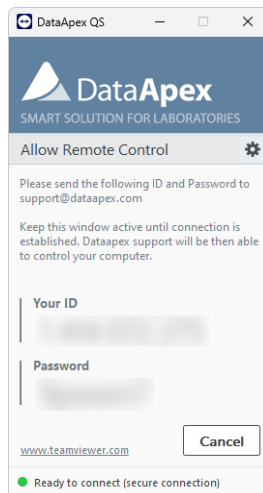 DataApex QS
DataApex
SMART SOLUTION FOR LABORATORIES
Allow Remote Control
Please send the following ID and Password to
support@dataapex.com
Keep this window active until connection is
established. Dataapex support will be then able
to control your computer.
Your ID
Password
www.teamviewer.com
Cancel
Ready to connect (secure connection)